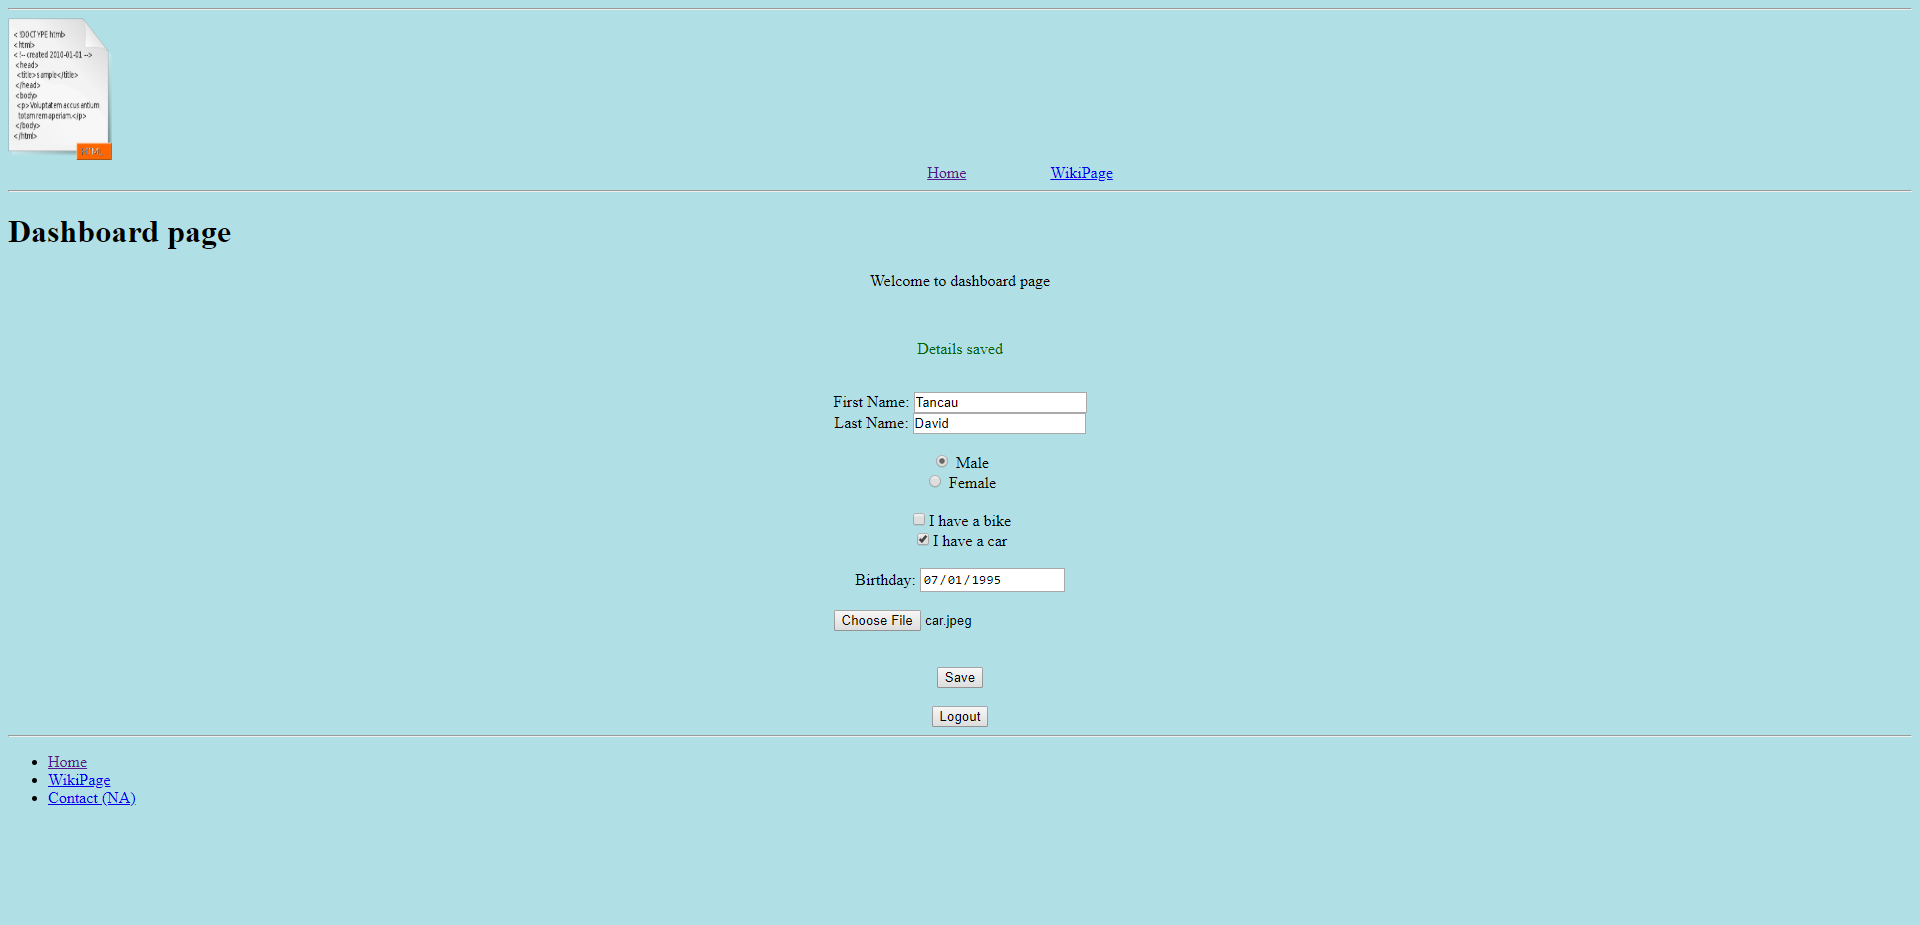 < !DOCTYPE html>
< html>
< !-- created 2010-01-01 -->
<head>
<title>sample</title>
</head>
<body>
<p>Voluptatem accusantium
totam rem aperiam.</p>
</body>
</html>
HTML
Home WikiPage
Dashboard page
Welcome to dashboard page
Details saved
First Name: Tancau
Last Name: David
Male
Female
I have a bike
I have a car
Birthday: 07/01/1995
Choose File car.jpeg
Save
Logout
Home
WikiPage
Contact (NA)